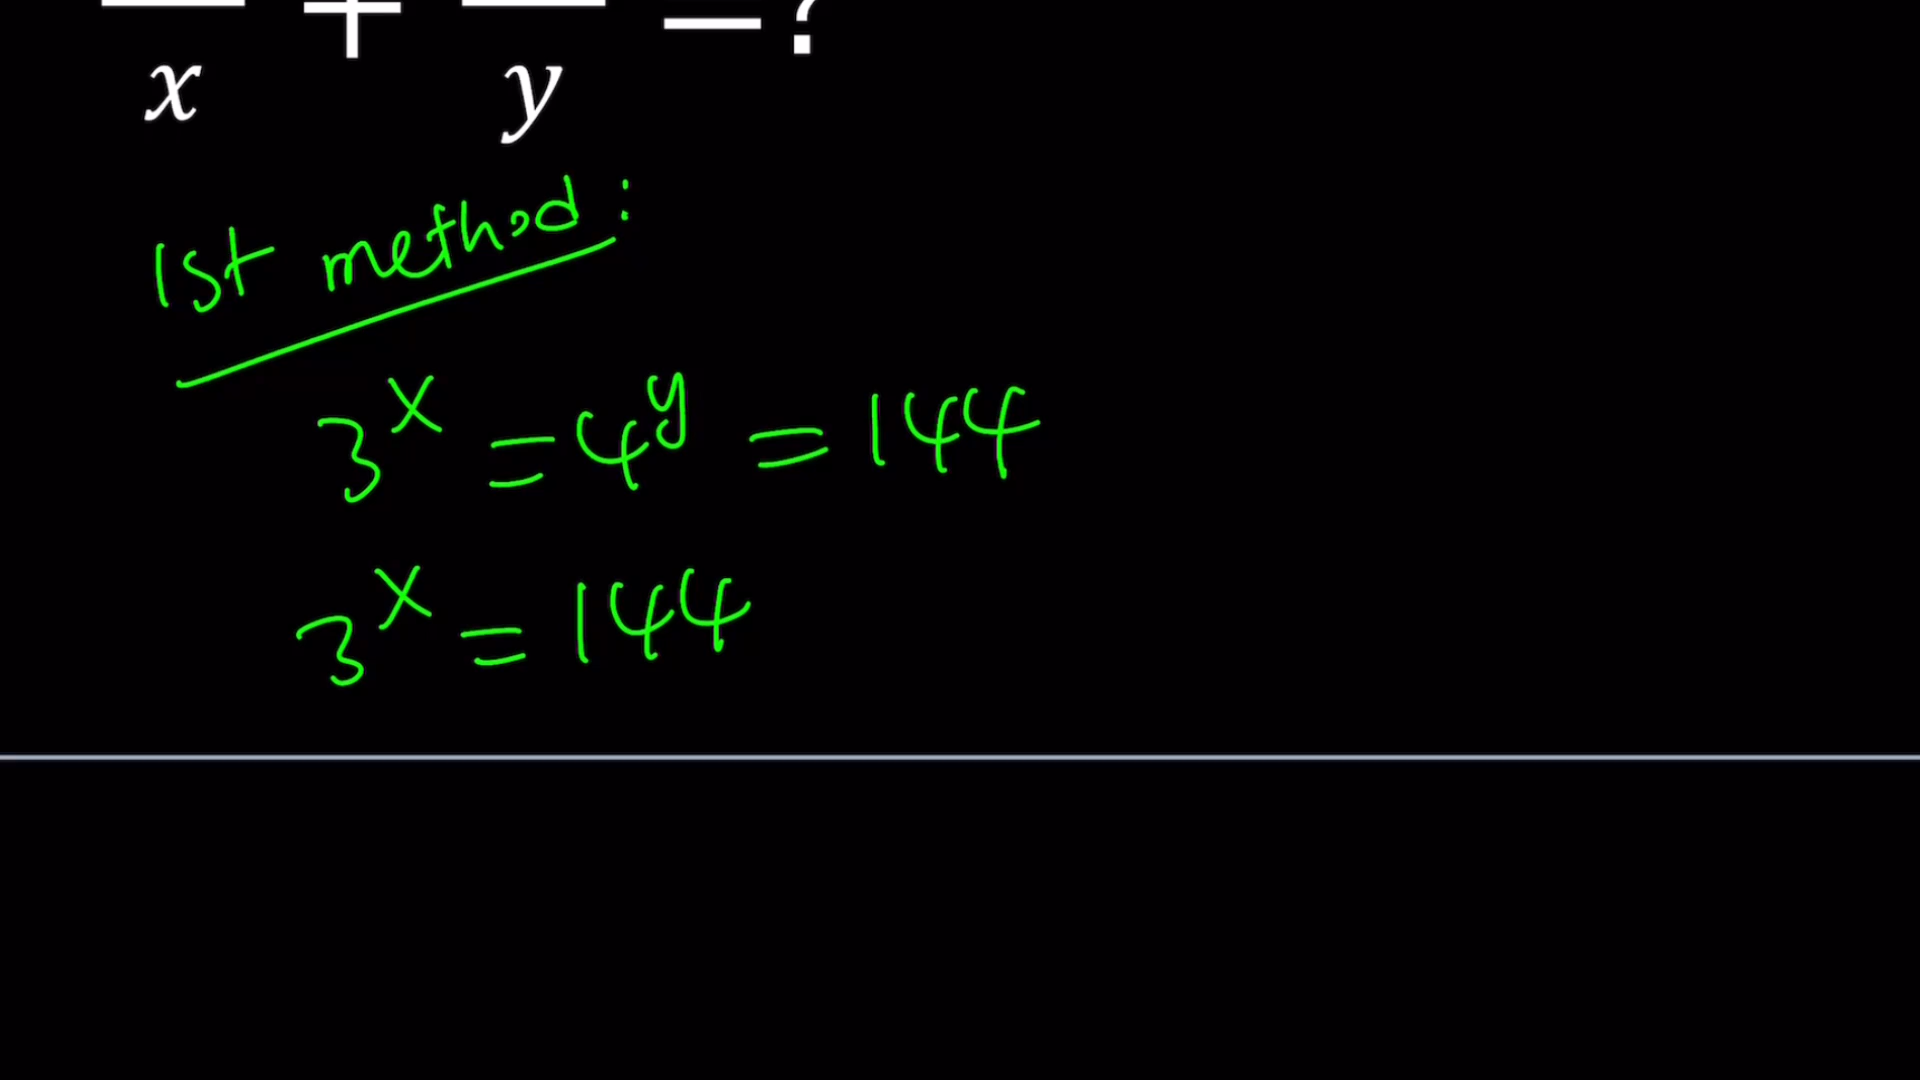 x + y = ?
1st method:
3^x = 4^y = 144
3^x = 144